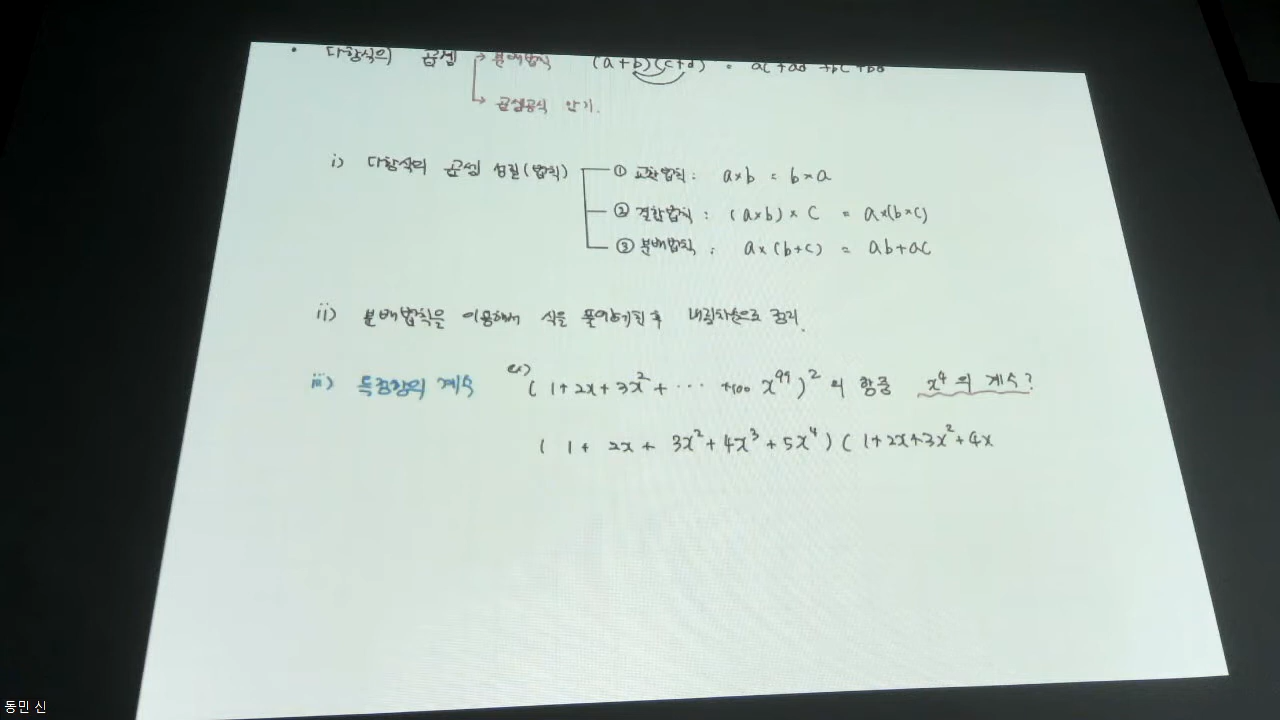 • 다항식의 곱셈 → 분배법칙 (a+b)(c+d) = ac+ad+bc+bd
→ 곱셈공식 암기.
i) 다항식의 곱셈 성질(법칙) ① 교환법칙 : a×b = b×a
② 결합법칙 : (a×b)×c = a×(b×c)
③ 분배법칙 : a×(b+c) = ab+ac
ii) 분배법칙을 이용해서 식을 풀어헤친 후 내림차순으로 정리.
iii) 특정항의 계수 ex) (1+2x+3x²+⋯+100x⁹⁹)² 의 항중 x⁴의 계수?
(1+2x+3x²+4x³+5x⁴)(1+2x+3x²+4x
동민 신